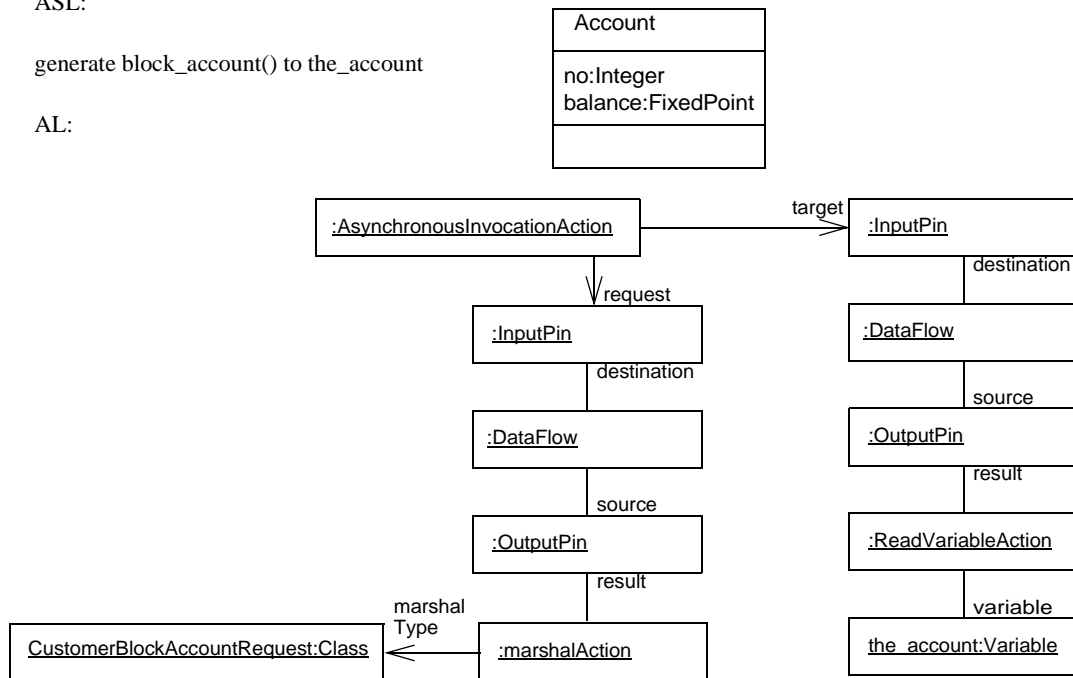 ASL:
generate block_account() to the_account
AL:
Account
no:Integer
balance:FixedPoint
:AsynchronousInvocationAction
target
:InputPin
destination
request
:InputPin
destination
:DataFlow
source
:DataFlow
source
:OutputPin
result
:OutputPin
result
:ReadVariableAction
variable
marshal
Type
CustomerBlockAccountRequest:Class
:marshalAction
the_account:Variable